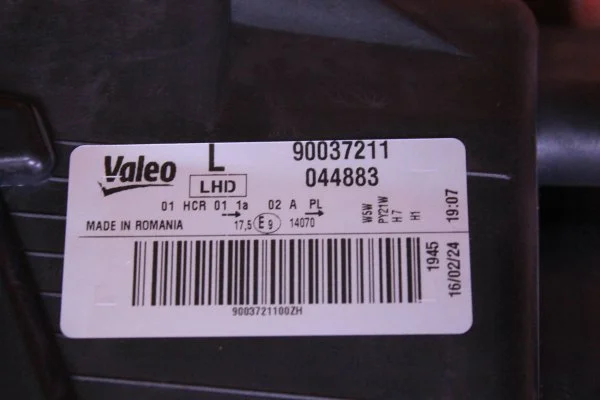 Valeo L 90037211
LHD 044883
01 HCR 01 1a 02 A PL
MADE IN ROMANIA 17,5 E9 14070
W5W
PY21W
H7
H1
19:07
1945
16/02/24
9003721100ZH